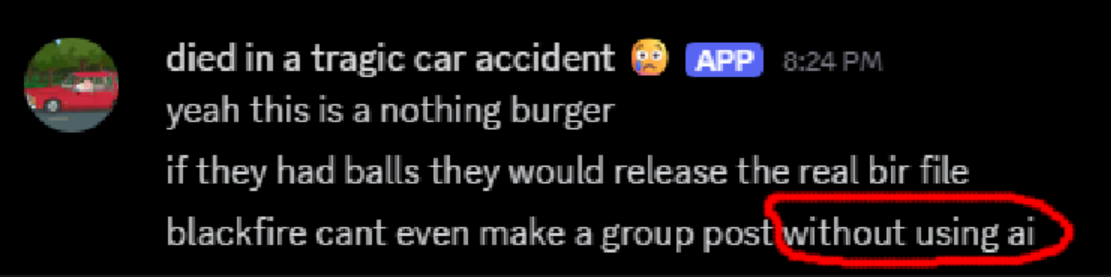 died in a tragic car accident 😢 APP 8:24 PM
yeah this is a nothing burger
if they had balls they would release the real bir file
blackfire cant even make a group post without using ai